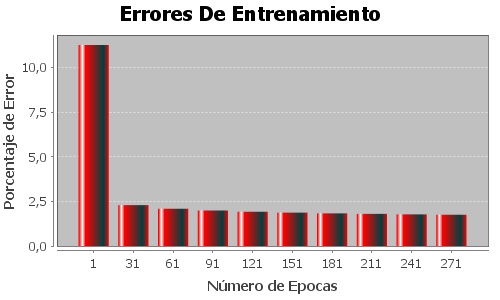 Errores De Entrenamiento
Porcentaje de Error
10,0
7,5
5,0
2,5
0,0
1 31 61 91 121 151 181 211 241 271
Número de Epocas